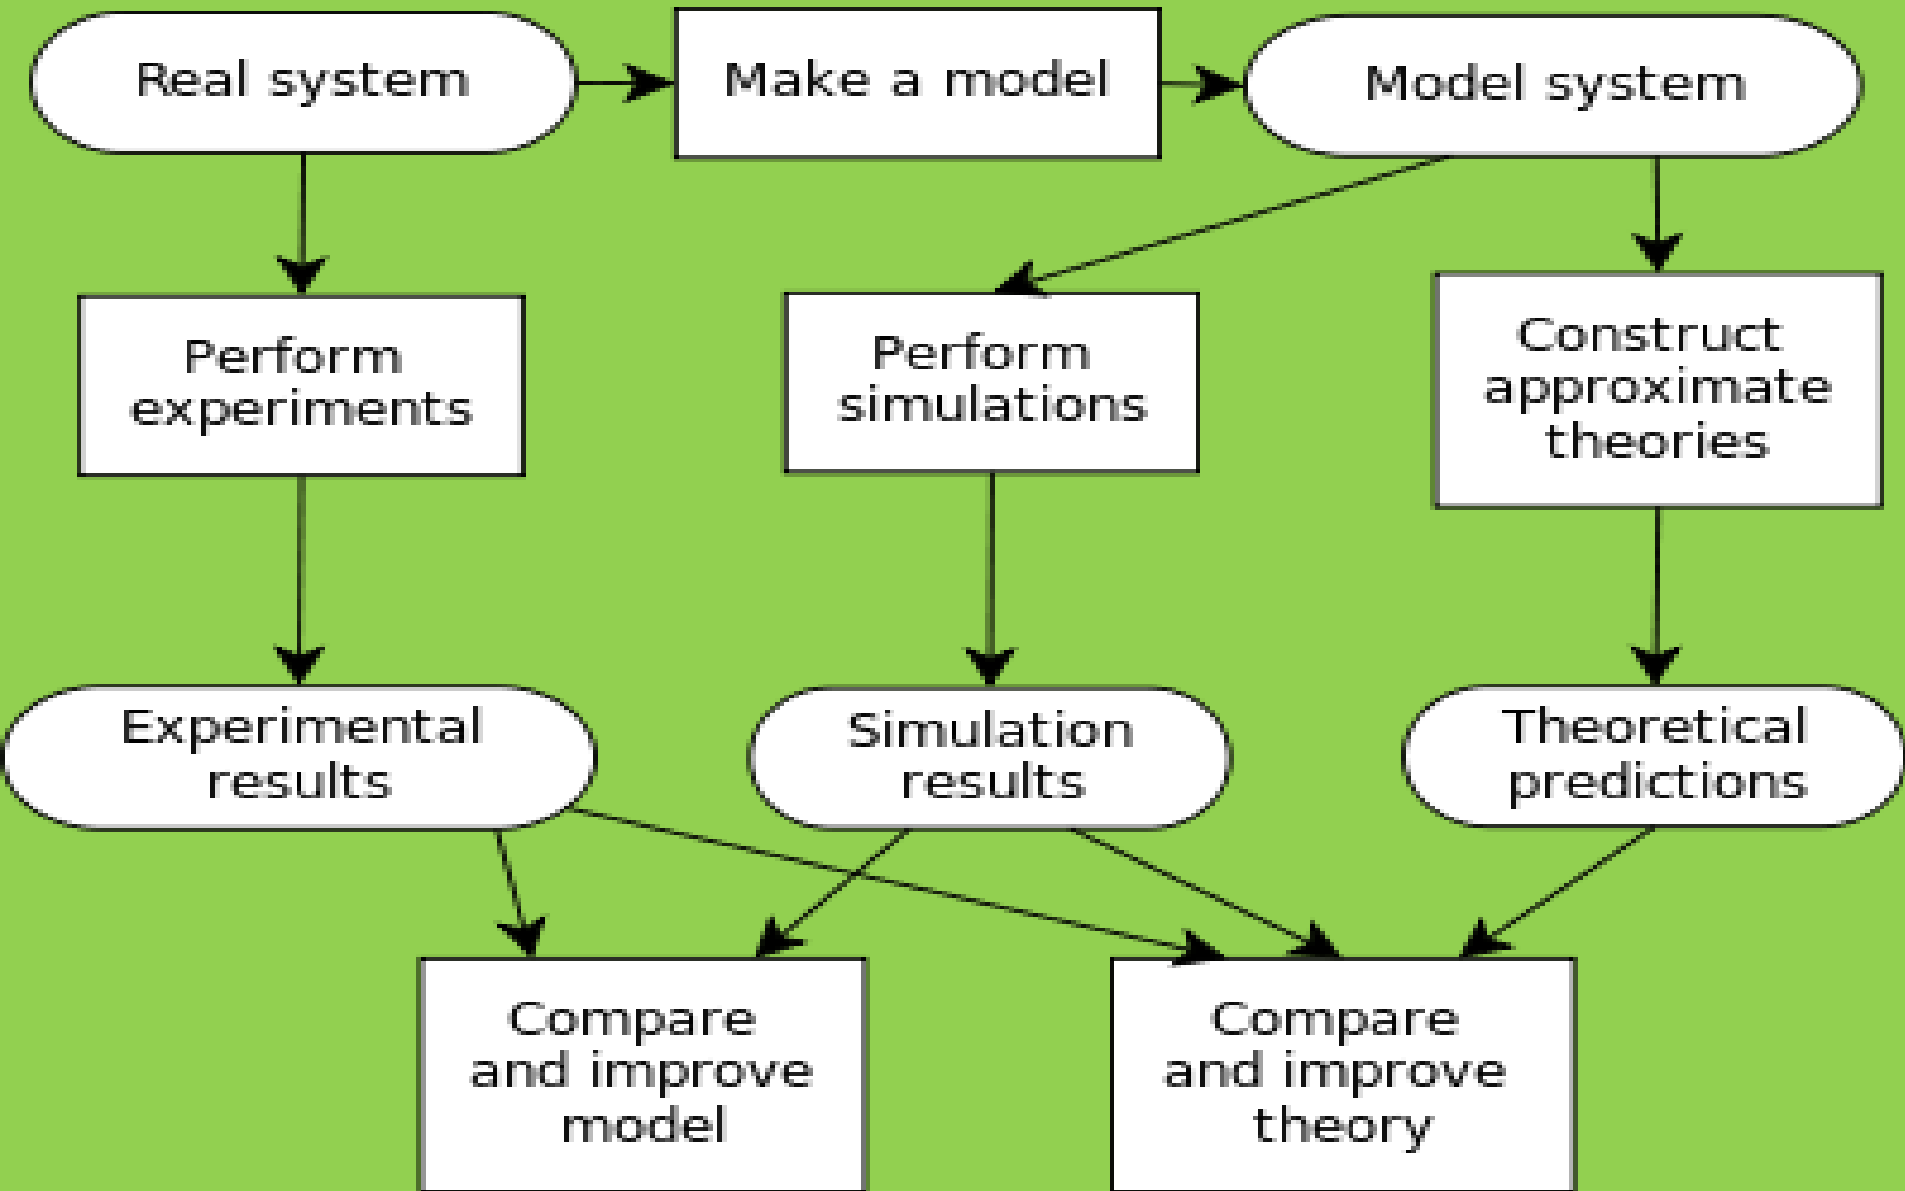 Real system
Make a model
Model system
Perform
experiments
Perform
simulations
Construct
approximate
theories
Experimental
results
Simulation
results
Theoretical
predictions
Compare
and improve
model
Compare
and improve
theory